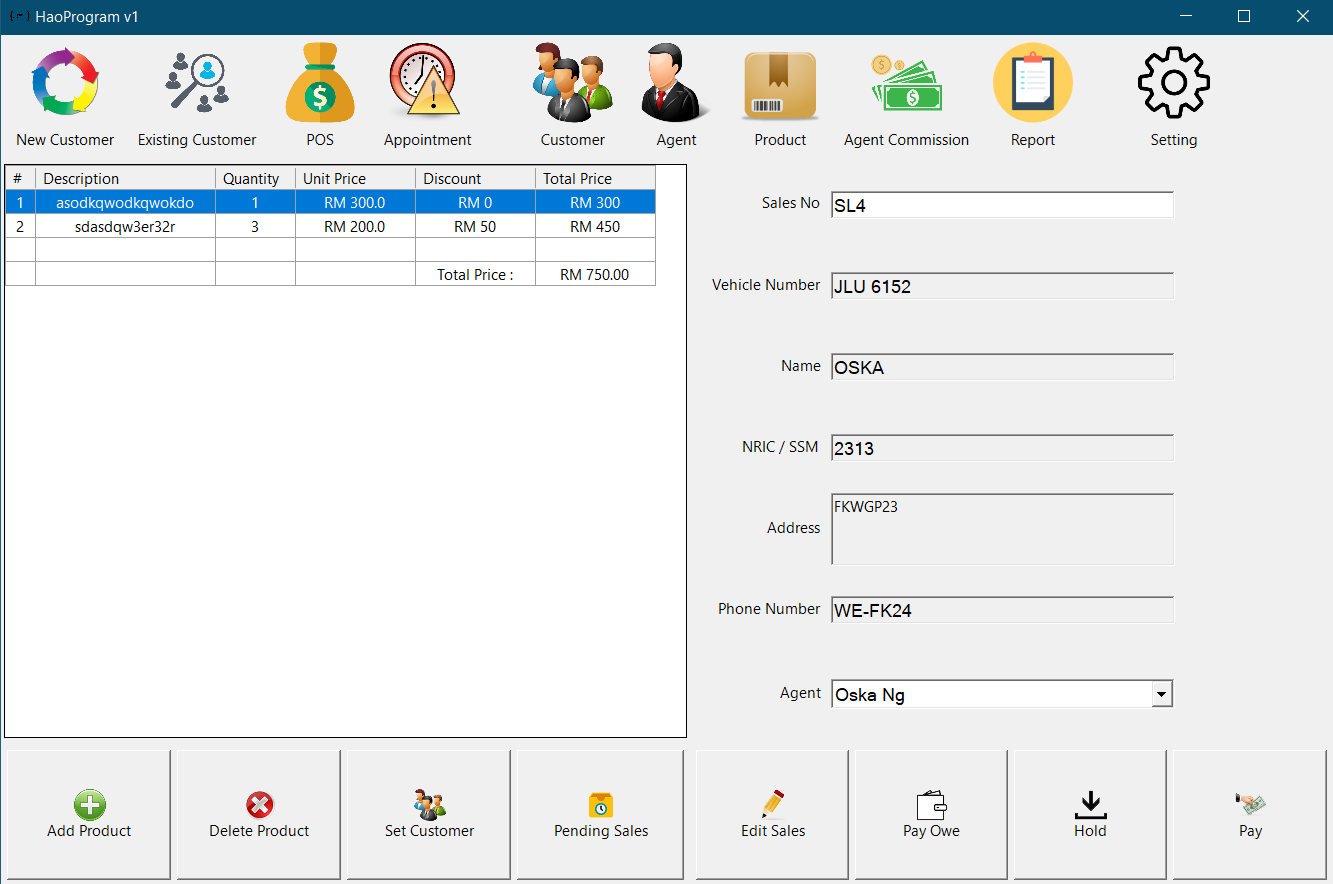 HaoProgram v1
New Customer Existing Customer POS Appointment Customer Agent Product Agent Commission Report Setting
# Description Quantity Unit Price Discount Total Price
1 asodkqwodkqwokdo 1 RM 300.0 RM 0 RM 300
2 sdasdqw3er32r 3 RM 200.0 RM 50 RM 450
Total Price : RM 750.00
Sales No SL4
Vehicle Number JLU 6152
Name OSKA
NRIC / SSM 2313
Address FKWGP23
Phone Number WE-FK24
Agent Oska Ng
Add Product Delete Product Set Customer Pending Sales Edit Sales Pay Owe Hold Pay